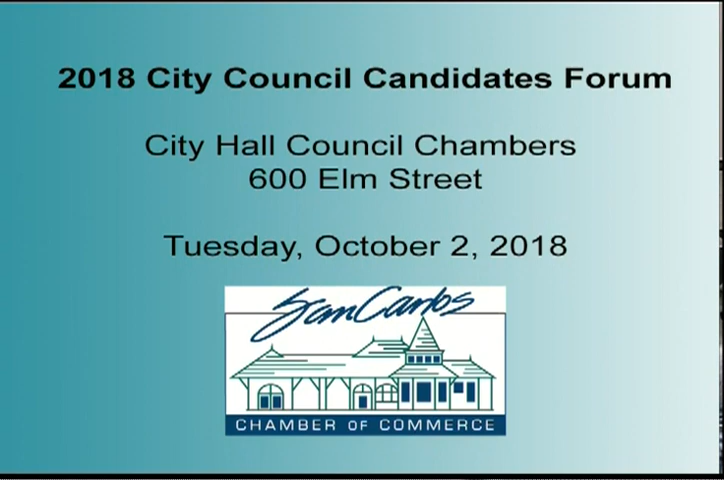 2018 City Council Candidates Forum
City Hall Council Chambers
600 Elm Street
Tuesday, October 2, 2018
San Carlos
CHAMBER OF COMMERCE